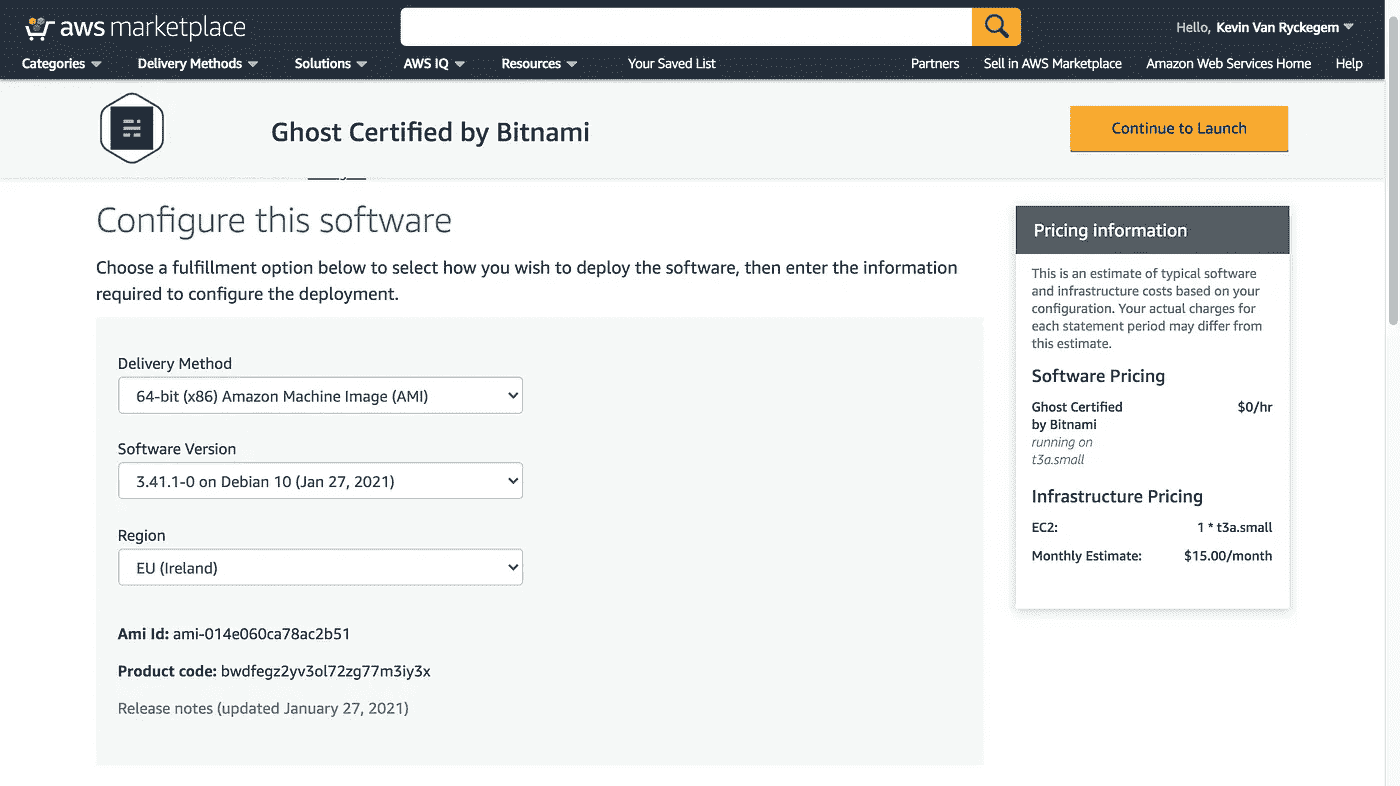 aws marketplace
Hello, Kevin Van Ryckegem
Categories Delivery Methods Solutions AWS IQ Resources Your Saved List Partners Sell in AWS Marketplace Amazon Web Services Home Help
Ghost Certified by Bitnami
Continue to Launch
Configure this software
Choose a fulfillment option below to select how you wish to deploy the software, then enter the information
required to configure the deployment.
Delivery Method
64-bit (x86) Amazon Machine Image (AMI)
Software Version
3.41.1-0 on Debian 10 (Jan 27, 2021)
Region
EU (Ireland)
Ami Id: ami-014e060ca78ac2b51
Product code: bwdfegz2yv3ol72zg77m3iy3x
Release notes (updated January 27, 2021)
Pricing information
This is an estimate of typical software
and infrastructure costs based on your
configuration. Your actual charges for
each statement period may differ from
this estimate.
Software Pricing
Ghost Certified $0/hr
by Bitnami
running on
t3a.small
Infrastructure Pricing
EC2: 1 * t3a.small
Monthly Estimate: $15.00/month